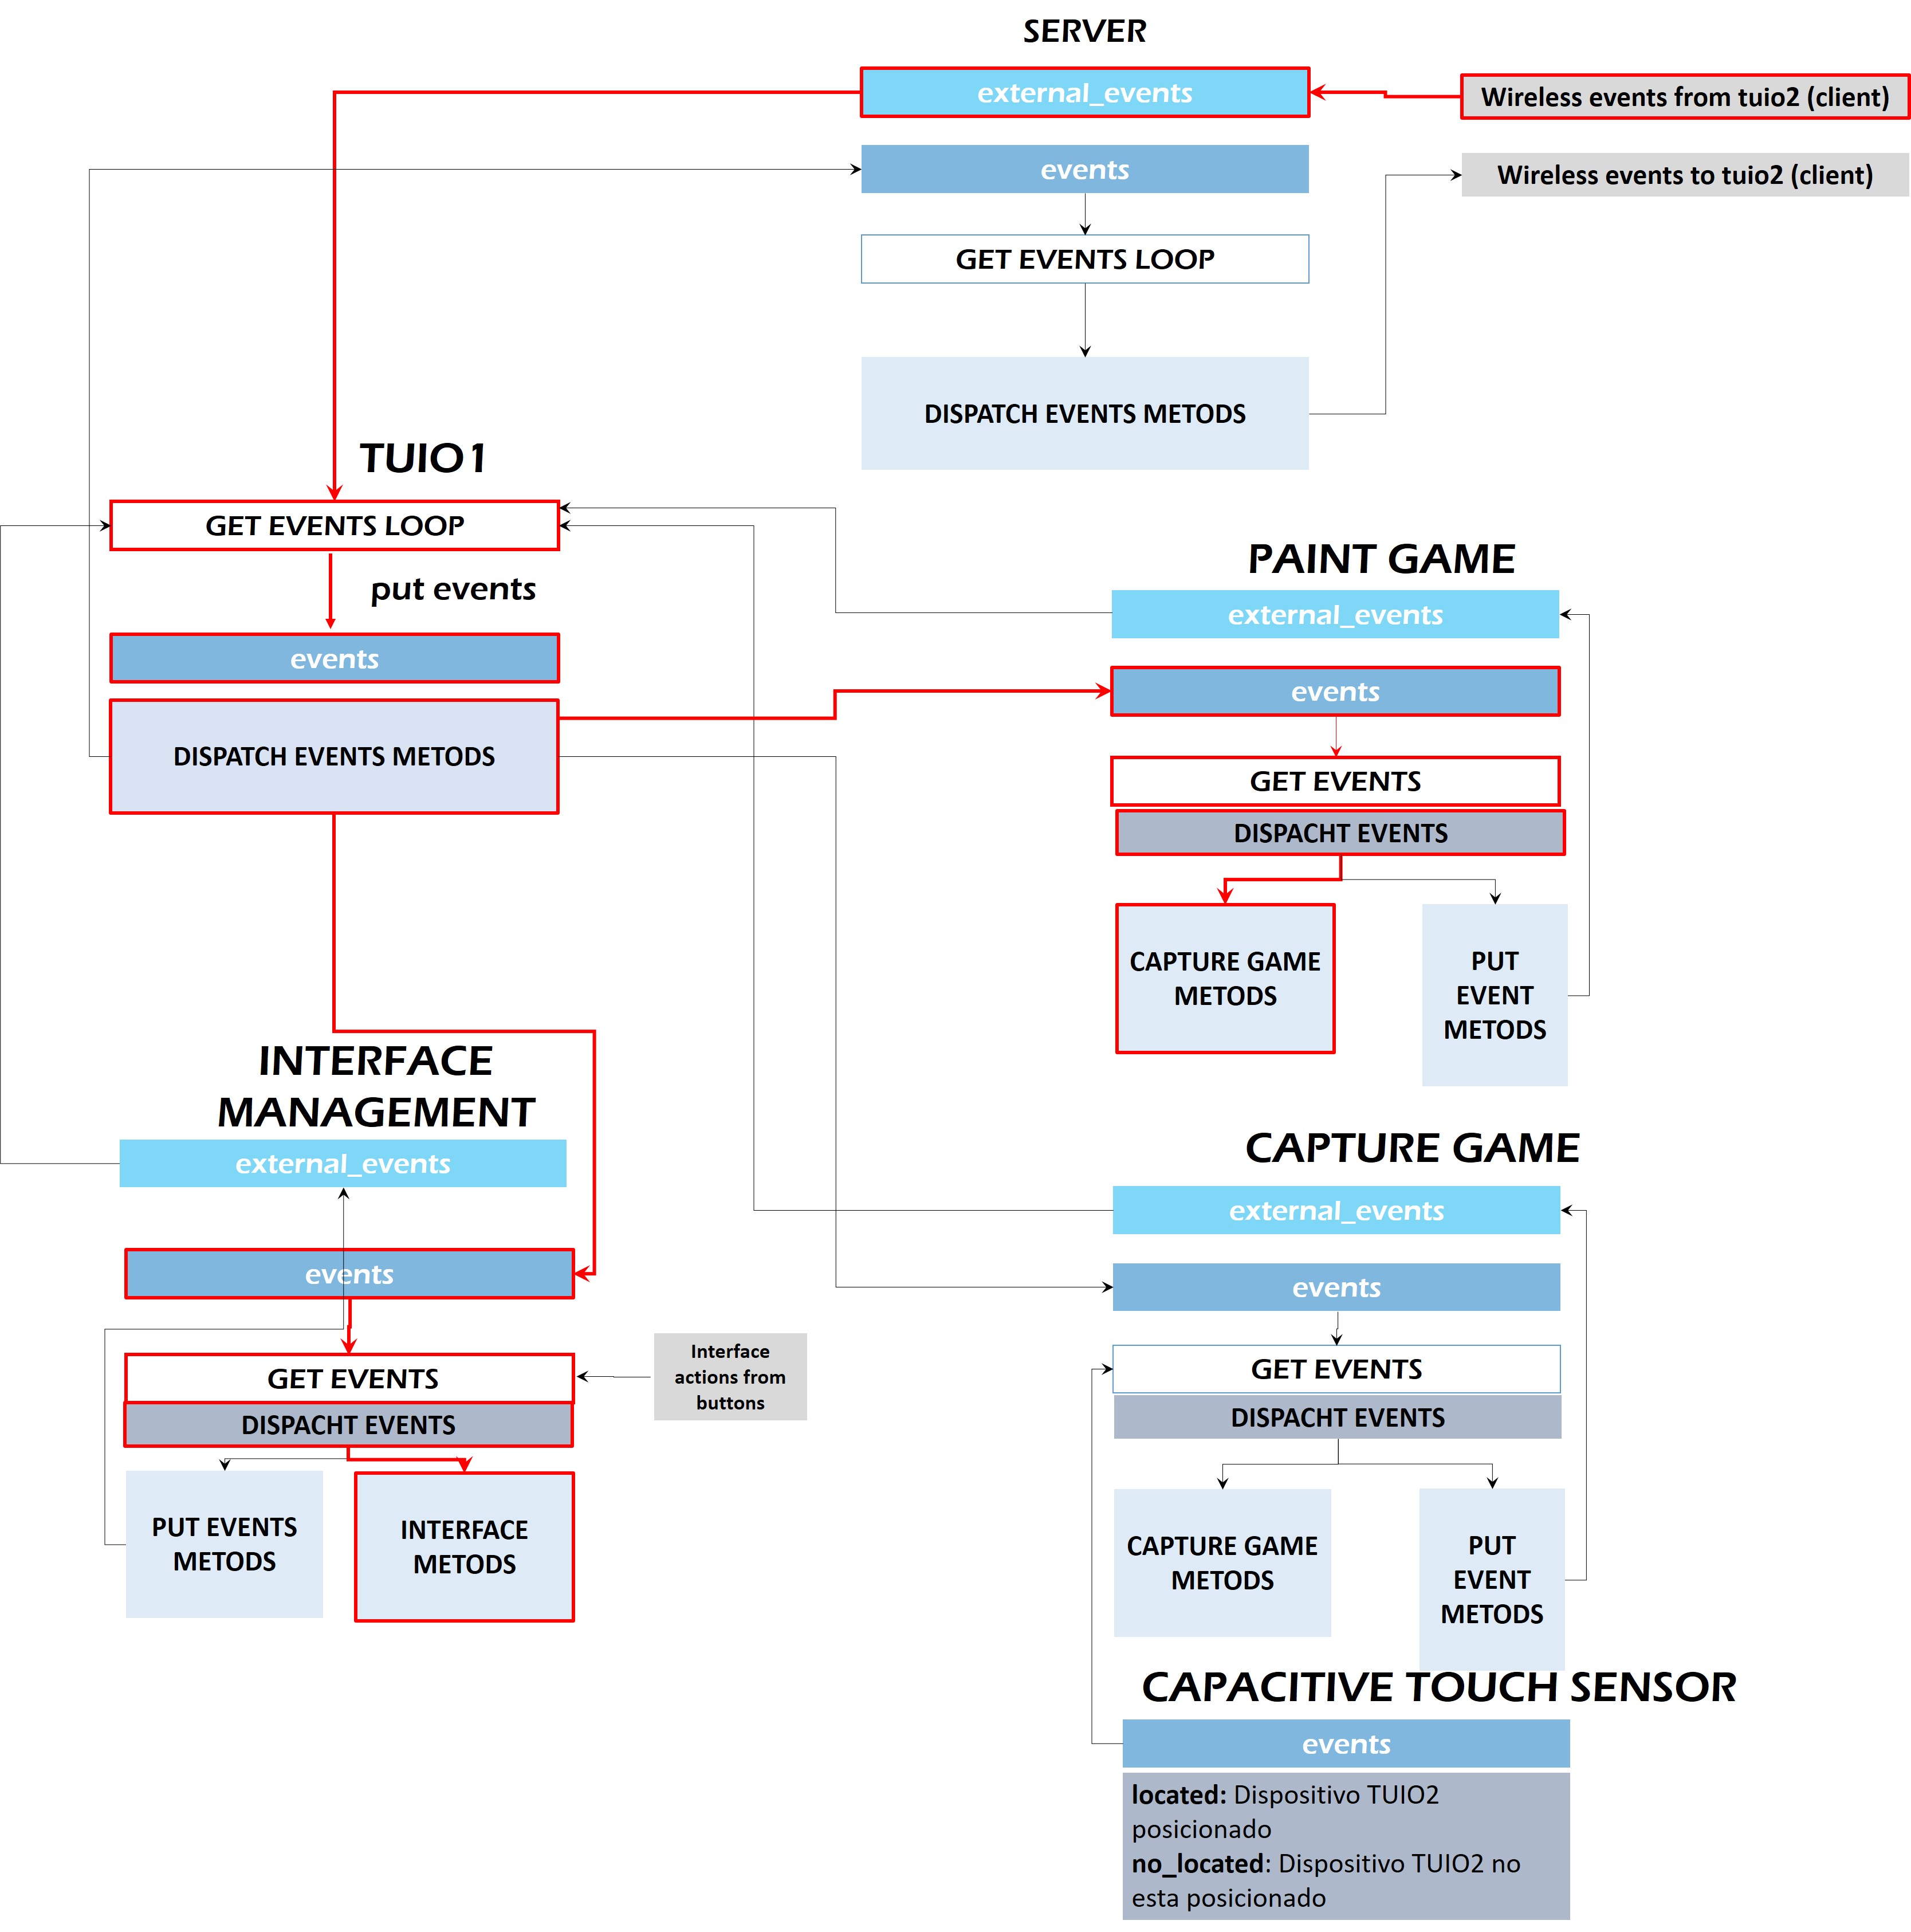 SERVER
external_events
Wireless events from tuio2 (client)
events
Wireless events to tuio2 (client)
GET EVENTS LOOP
DISPATCH EVENTS METODS
TUIO1
GET EVENTS LOOP
put events
events
DISPATCH EVENTS METODS
PAINT GAME
external_events
events
GET EVENTS
DISPACHT EVENTS
CAPTURE GAME
METODS
PUT
EVENT
METODS
INTERFACE
MANAGEMENT
external_events
events
GET EVENTS
DISPACHT EVENTS
Interface
actions from
buttons
PUT EVENTS
METODS
INTERFACE
METODS
CAPTURE GAME
external_events
events
GET EVENTS
DISPACHT EVENTS
CAPTURE GAME
METODS
PUT
EVENT
METODS
CAPACITIVE TOUCH SENSOR
events
located: Dispositivo TUIO2
posicionado
no_located: Dispositivo TUIO2 no
esta posicionado